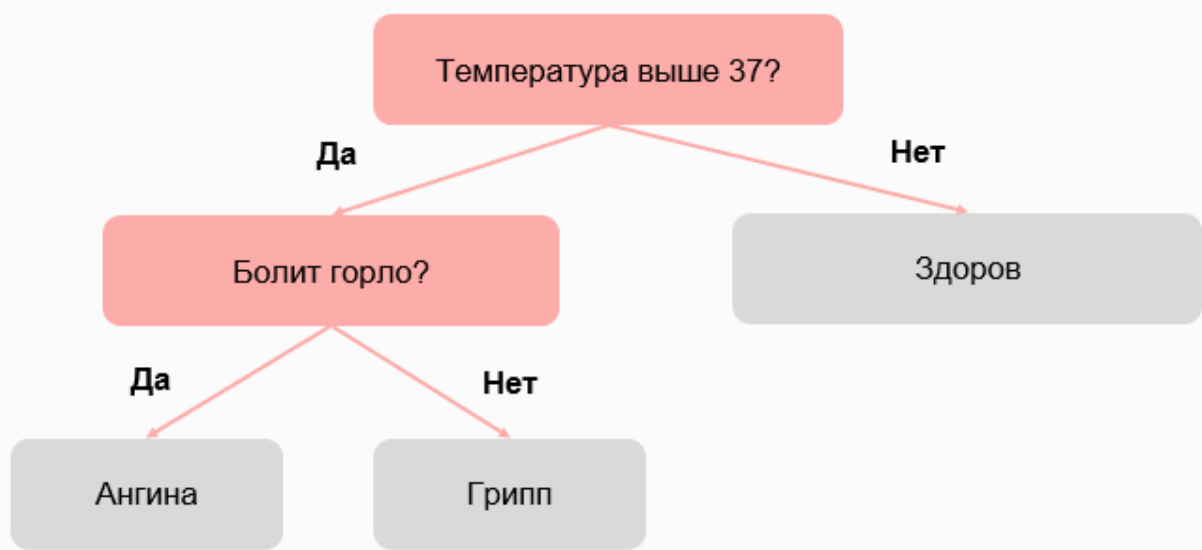 Температура выше 37?
Да
Нет
Болит горло?
Здоров
Да
Нет
Ангина
Грипп